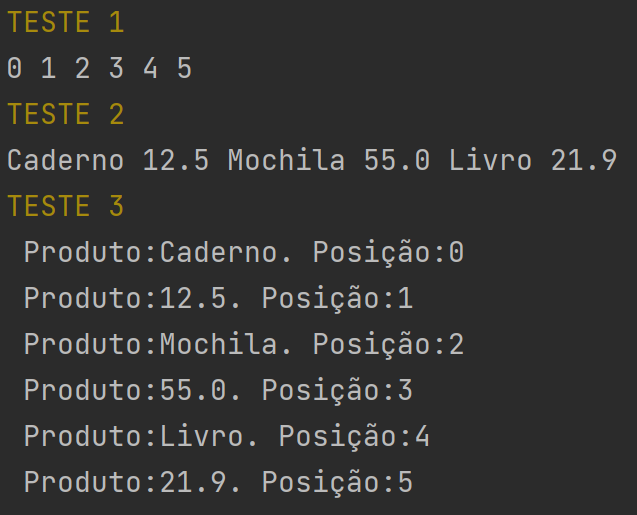 TESTE 1
0 1 2 3 4 5
TESTE 2
Caderno 12.5 Mochila 55.0 Livro 21.9
TESTE 3
Produto:Caderno. Posição:0
Produto:12.5. Posição:1
Produto:Mochila. Posição:2
Produto:55.0. Posição:3
Produto:Livro. Posição:4
Produto:21.9. Posição:5